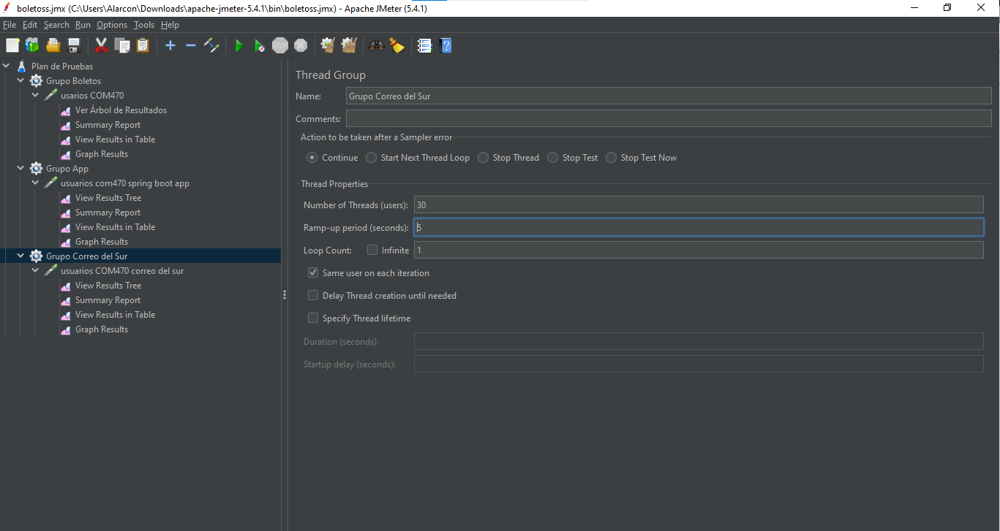 boletoss.jmx (C:\Users\Alarcon\Downloads\apache-jmeter-5.4.1\bin\boletoss.jmx) - Apache JMeter (5.4.1)
File Edit Search Run Options Tools Help
STOP
?
Plan de Pruebas
Grupo Boletos
usarios COM470
Ver Árbol de Resultados
Summary Report
View Results in Table
Graph Results
Grupo App
usuarios com470 spring boot app
View Results Tree
Summary Report
View Results in Table
Graph Results
Grupo Correo del Sur
usuarios COM470 correo del sur
View Results Tree
Summary Report
View Results in Table
Graph Results
Thread Group
Name: Grupo Correo del Sur
Comments:
Action to be taken after a Sampler error
Continue Start Next Thread Loop Stop Thread Stop Test Stop Test Now
Thread Properties
Number of Threads (users): 30
Ramp-up period (seconds): 5
Loop Count: Infinite 1
Same user on each iteration
Delay Thread creation until needed
Specify Thread lifetime
Duration (seconds):
Startup delay (seconds):